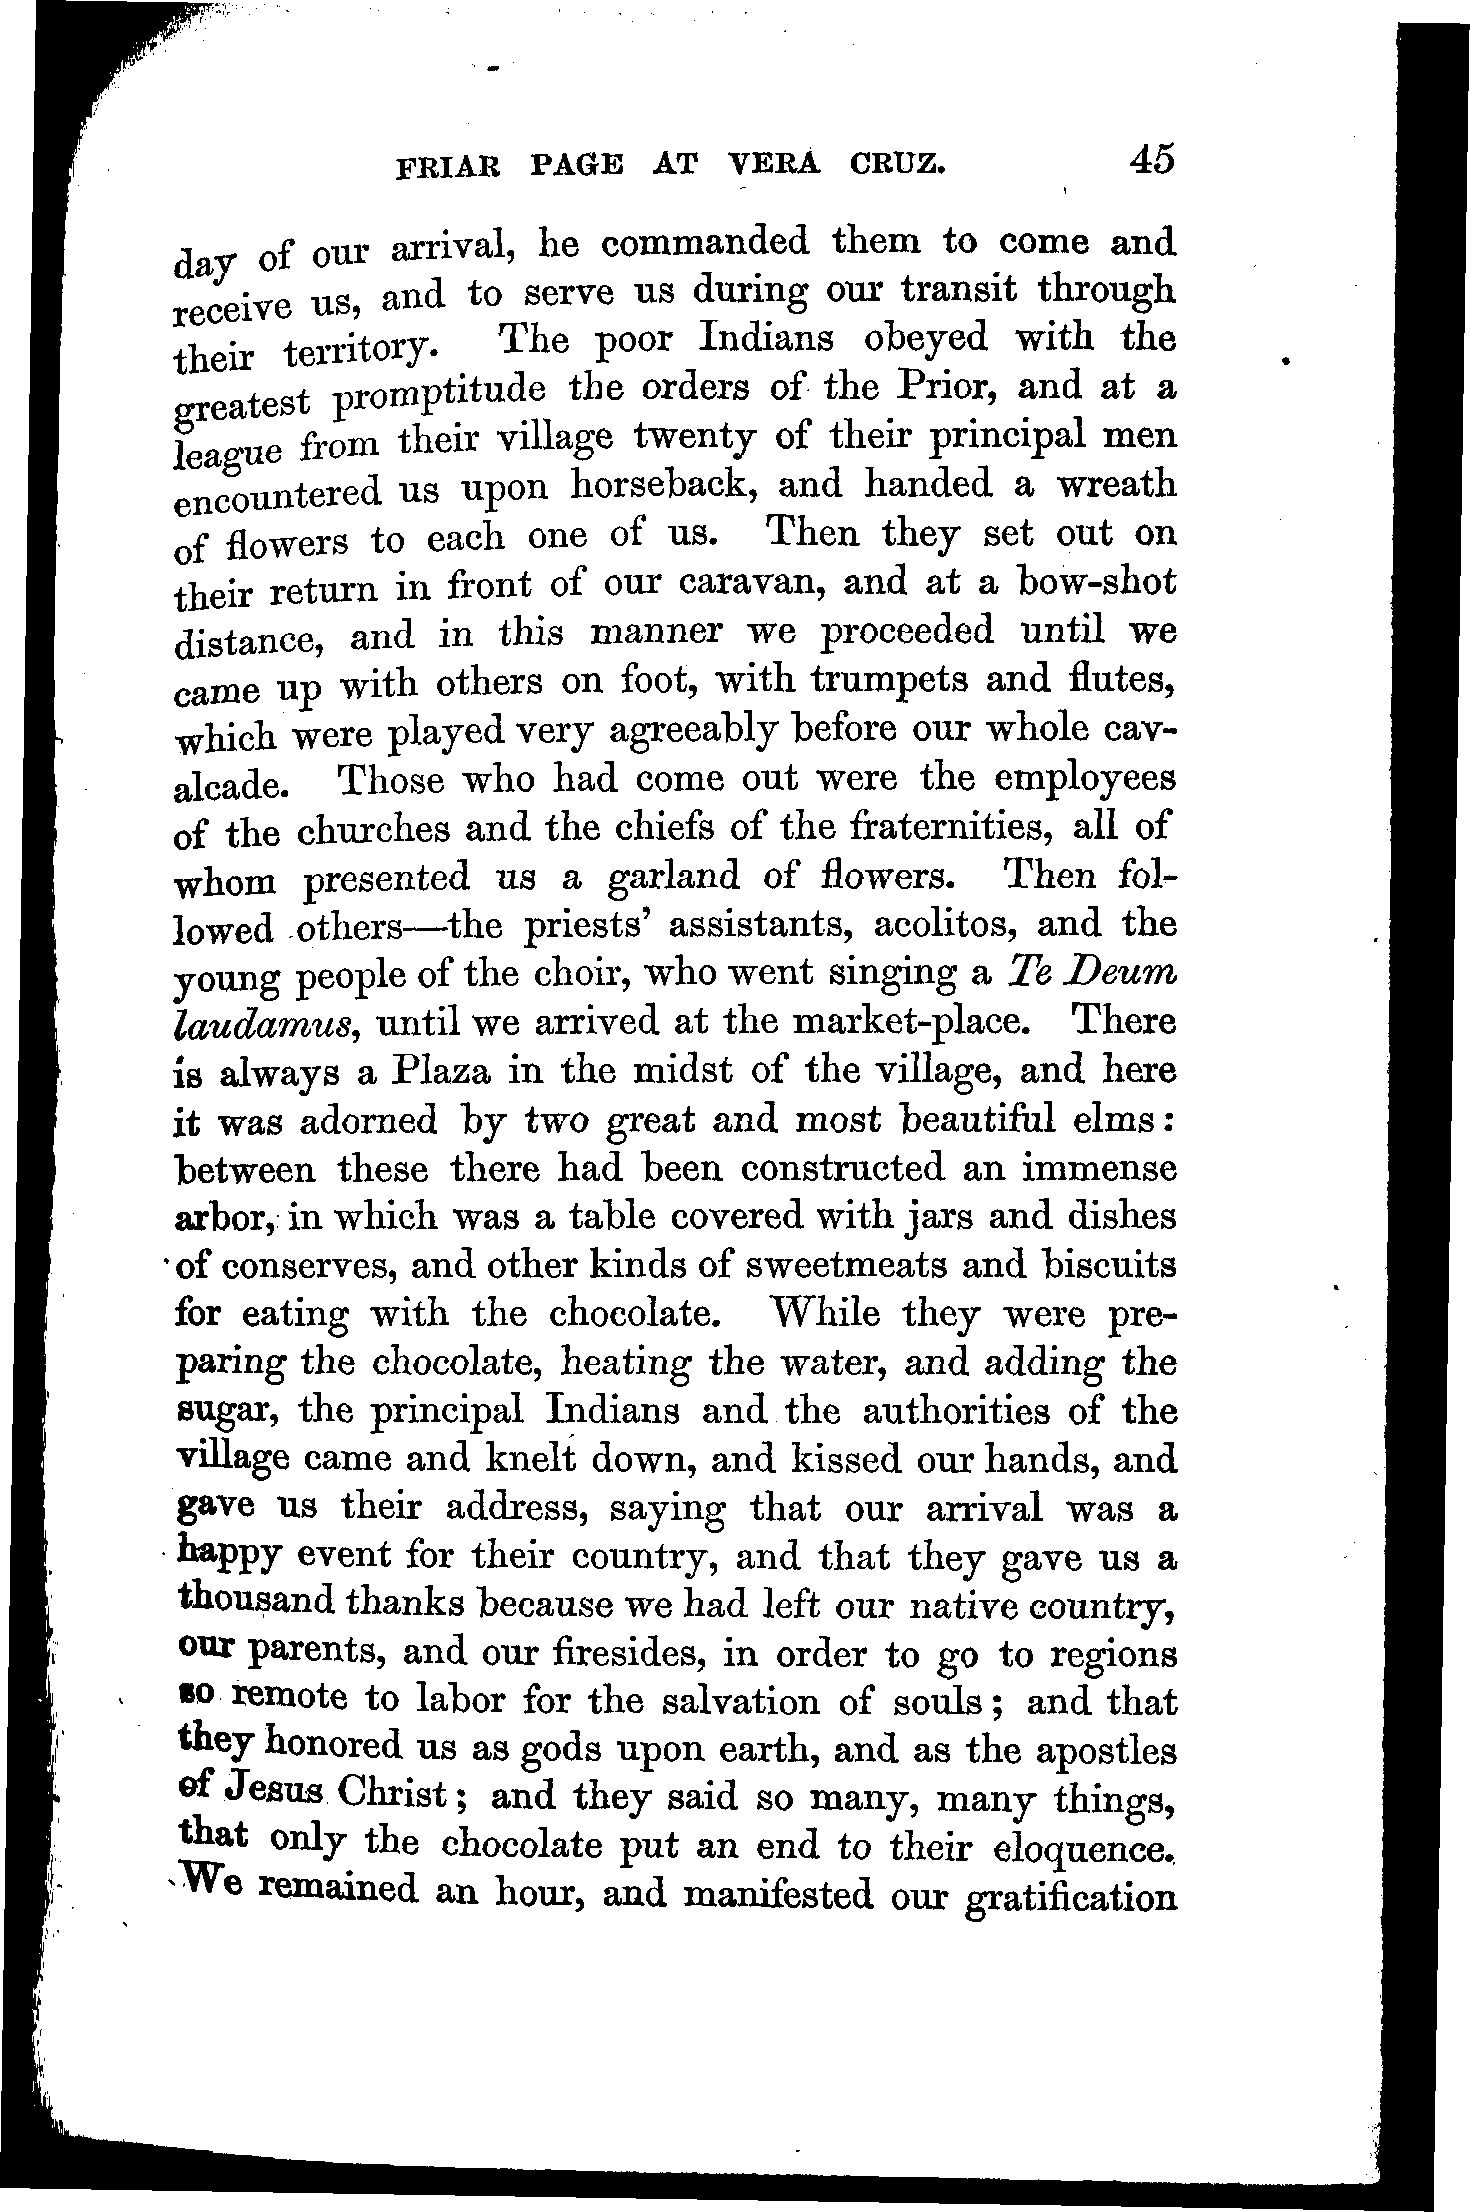 FRIAR PAGE AT VERA CRUZ. 45
day of our arrival, he commanded them to come and
receive us, and to serve us during our transit through
their territory. The poor Indians obeyed with the
greatest promptitude the orders of the Prior, and at a
league from their village twenty of their principal men
encountered us upon horseback, and handed a wreath
of flowers to each one of us. Then they set out on
their return in front of our caravan, and at a bow-shot
distance, and in this manner we proceeded until we
came up with others on foot, with trumpets and flutes,
which were played very agreeably before our whole cav-
alcade. Those who had come out were the employees
of the churches and the chiefs of the fraternities, all of
whom presented us a garland of flowers. Then fol-
lowed others—the priests’ assistants, acolitos, and the
young people of the choir, who went singing a Te Deum
laudamus, until we arrived at the market-place. There
is always a Plaza in the midst of the village, and here
it was adorned by two great and most beautiful elms:
between these there had been constructed an immense
arbor, in which was a table covered with jars and dishes
of conserves, and other kinds of sweetmeats and biscuits
for eating with the chocolate. While they were pre-
paring the chocolate, heating the water, and adding the
sugar, the principal Indians and the authorities of the
village came and knelt down, and kissed our hands, and
gave us their address, saying that our arrival was a
happy event for their country, and that they gave us a
thousand thanks because we had left our native country,
our parents, and our firesides, in order to go to regions
so remote to labor for the salvation of souls; and that
they honored us as gods upon earth, and as the apostles
of Jesus Christ; and they said so many, many things,
that only the chocolate put an end to their eloquence.
We remained an hour, and manifested our gratification